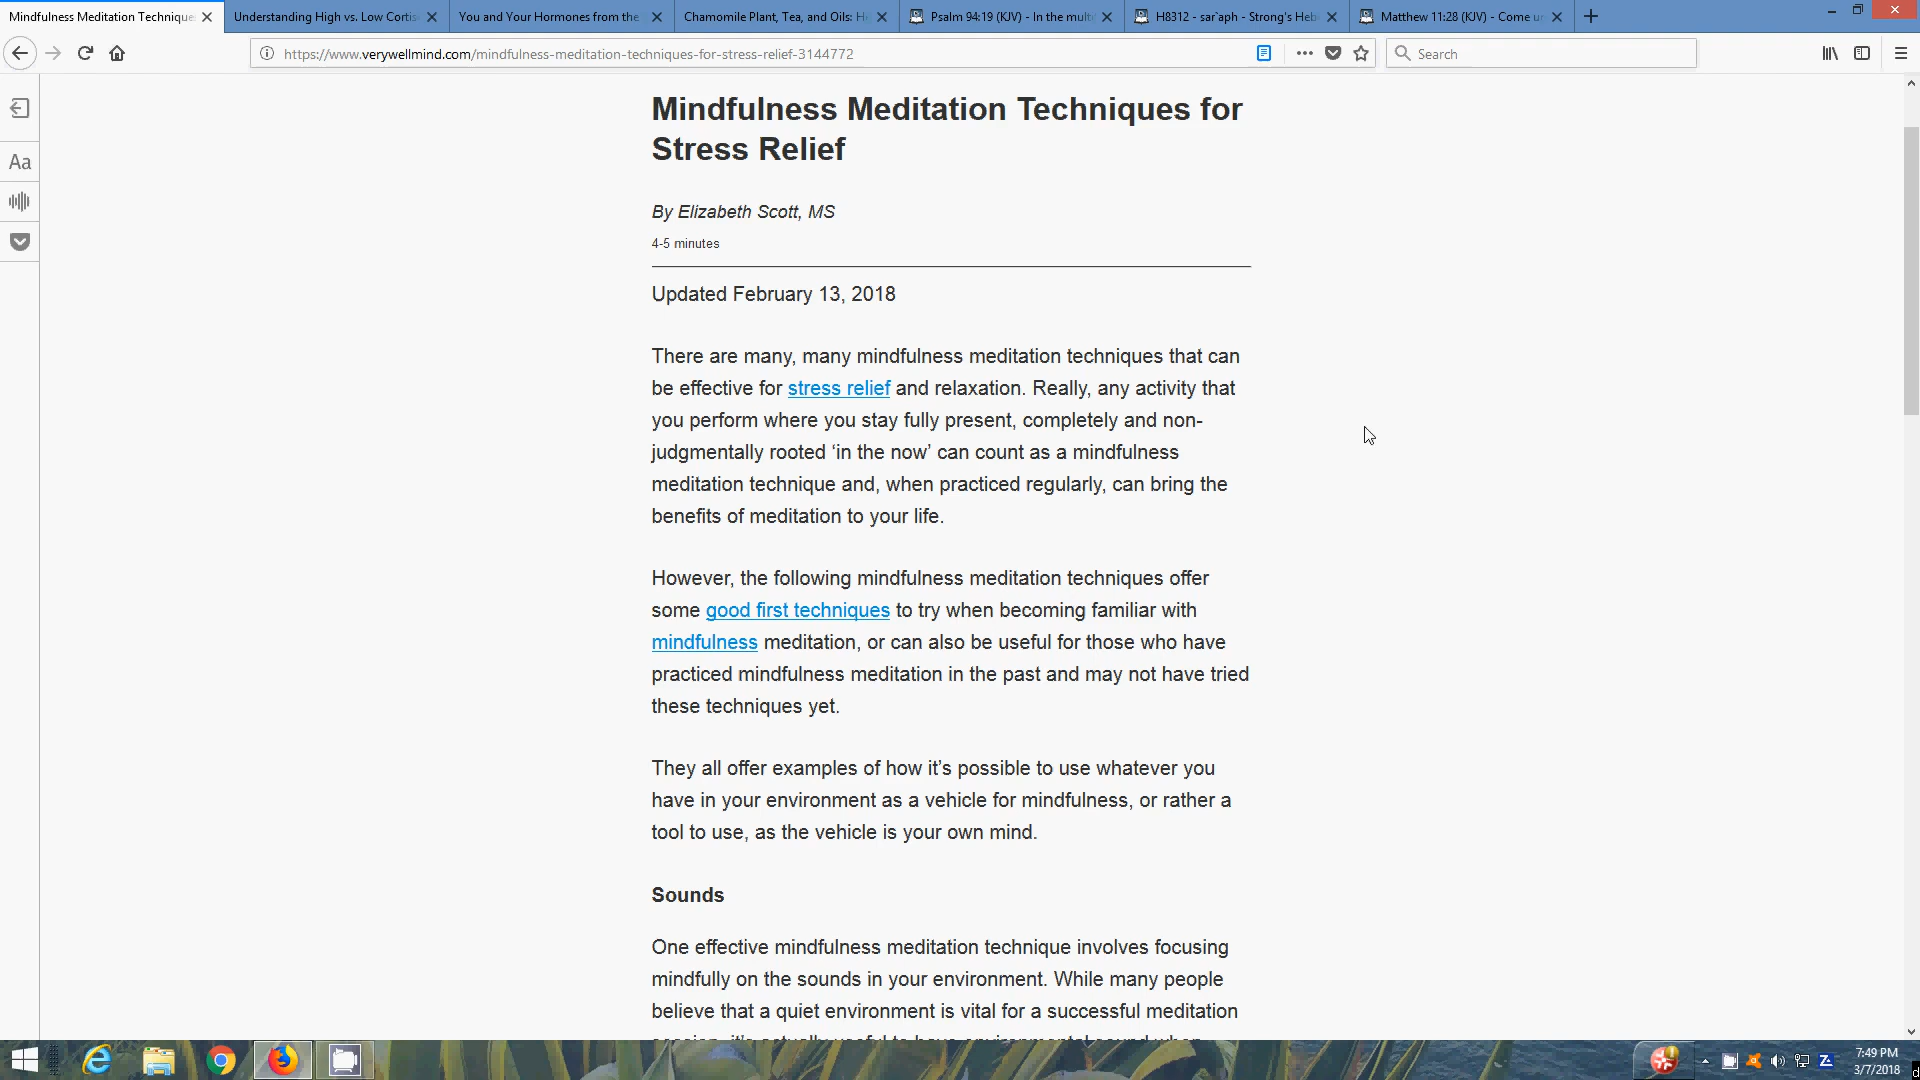 Mindfulness Meditation Technique
Understanding High vs. Low Cortis
You and Your Hormones from the
Chamomile Plant, Tea, and Oils: H
Psalm 94:19 (KJV) - In the mult
H8312 - sar`aph - Strong's Heb
Matthew 11:28 (KJV) - Come u
https://www.verywellmind.com/mindfulness-meditation-techniques-for-stress-relief-3144772
Search
Aa
Mindfulness Meditation Techniques for
Stress Relief
By Elizabeth Scott, MS
4-5 minutes
Updated February 13, 2018
There are many, many mindfulness meditation techniques that can
be effective for stress relief and relaxation. Really, any activity that
you perform where you stay fully present, completely and non-
judgmentally rooted ‘in the now’ can count as a mindfulness
meditation technique and, when practiced regularly, can bring the
benefits of meditation to your life.
However, the following mindfulness meditation techniques offer
some good first techniques to try when becoming familiar with
mindfulness meditation, or can also be useful for those who have
practiced mindfulness meditation in the past and may not have tried
these techniques yet.
They all offer examples of how it’s possible to use whatever you
have in your environment as a vehicle for mindfulness, or rather a
tool to use, as the vehicle is your own mind.
Sounds
One effective mindfulness meditation technique involves focusing
mindfully on the sounds in your environment. While many people
believe that a quiet environment is vital for a successful meditation
7:49 PM
3/7/2018